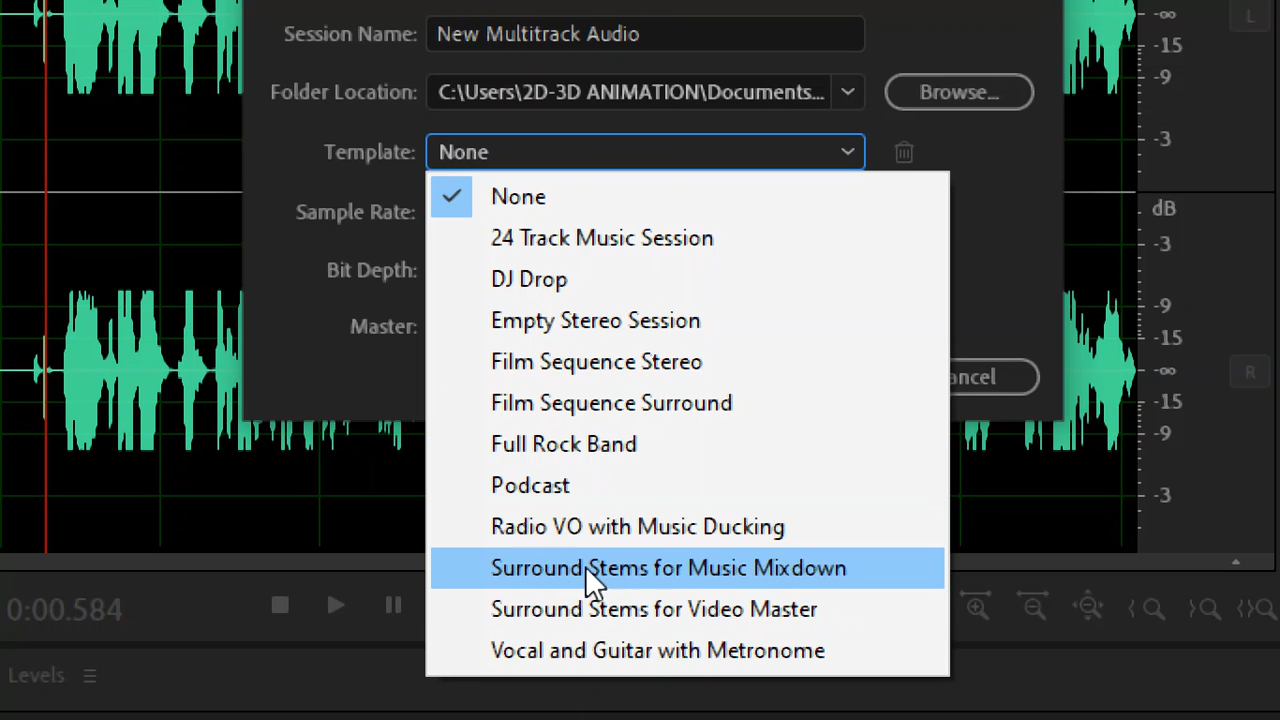 Session Name: New Multitrack Audio
Folder Location: C:\Users\2D-3D ANIMATION\Documents... Browse...
Template: None
None
24 Track Music Session
DJ Drop
Empty Stereo Session
Film Sequence Stereo
Film Sequence Surround
Full Rock Band
Podcast
Radio VO with Music Ducking
Surround Stems for Music Mixdown
Surround Stems for Video Master
Vocal and Guitar with Metronome
Sample Rate:
Bit Depth:
Master:
ancel
-∞
-15
-9
-3
dB
-3
-9
-15
-∞
-15
-9
-3
L
R
0:00.584
Levels